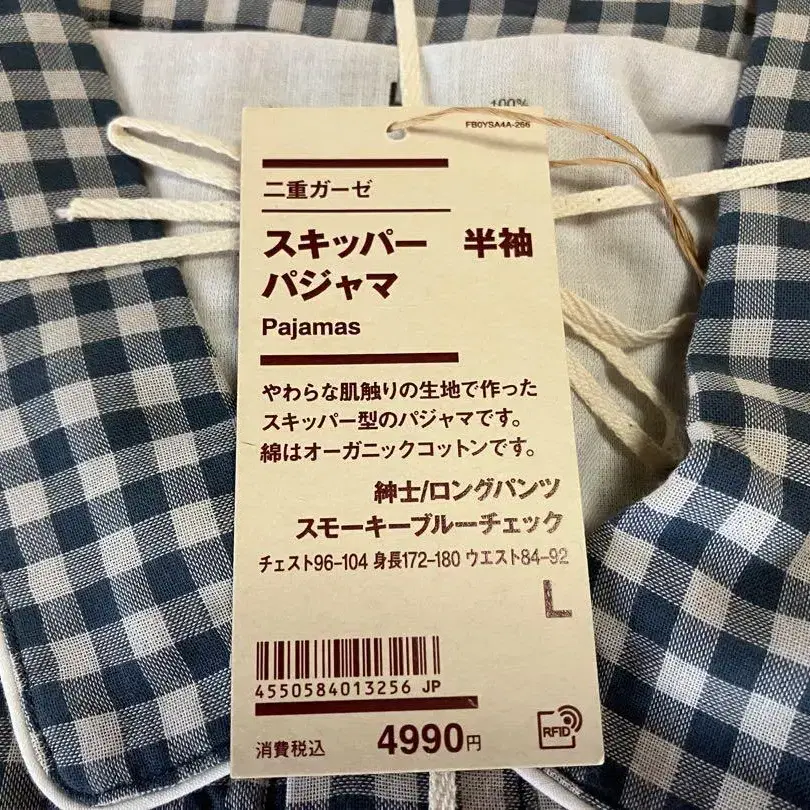 100%
FB0YSA4A-266
二重ガーゼ
スキッパー 半袖
パジャマ
Pajamas
やわらな肌触りの生地で作った
スキッパー型のパジャマです。
綿はオーガニックコットンです。
紳士/ロングパンツ
スモーキーブルーチェック
チェスト96-104 身長172-180 ウエスト84-92
L
4550584013256 JP
消費税込 4990円
RFID